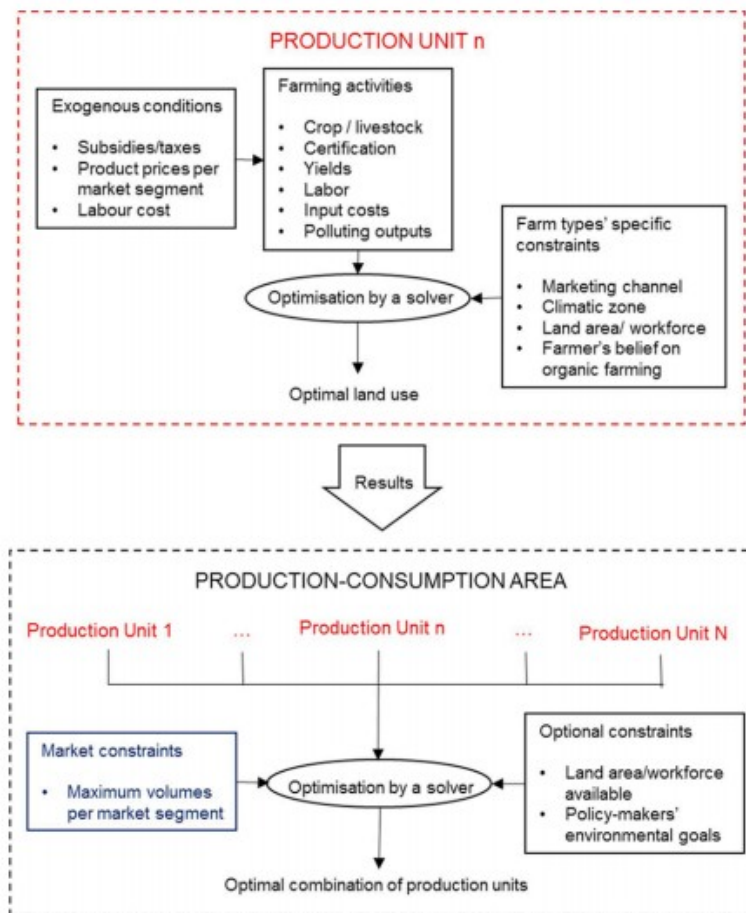 PRODUCTION UNIT n
Exogenous conditions
• Subsidies/taxes
• Product prices per
market segment
• Labour cost
Farming activities
• Crop / livestock
• Certification
• Yields
• Labor
• Input costs
• Polluting outputs
Farm types' specific
constraints
• Marketing channel
• Climatic zone
• Land area/ workforce
• Farmer's belief on
organic farming
Optimisation by a solver
Optimal land use
Results
PRODUCTION-CONSUMPTION AREA
Production Unit 1 ... Production Unit n ... Production Unit N
Market constraints
• Maximum volumes
per market segment
Optimisation by a solver
Optional constraints
• Land area/workforce
available
• Policy-makers'
environmental goals
Optimal combination of production units